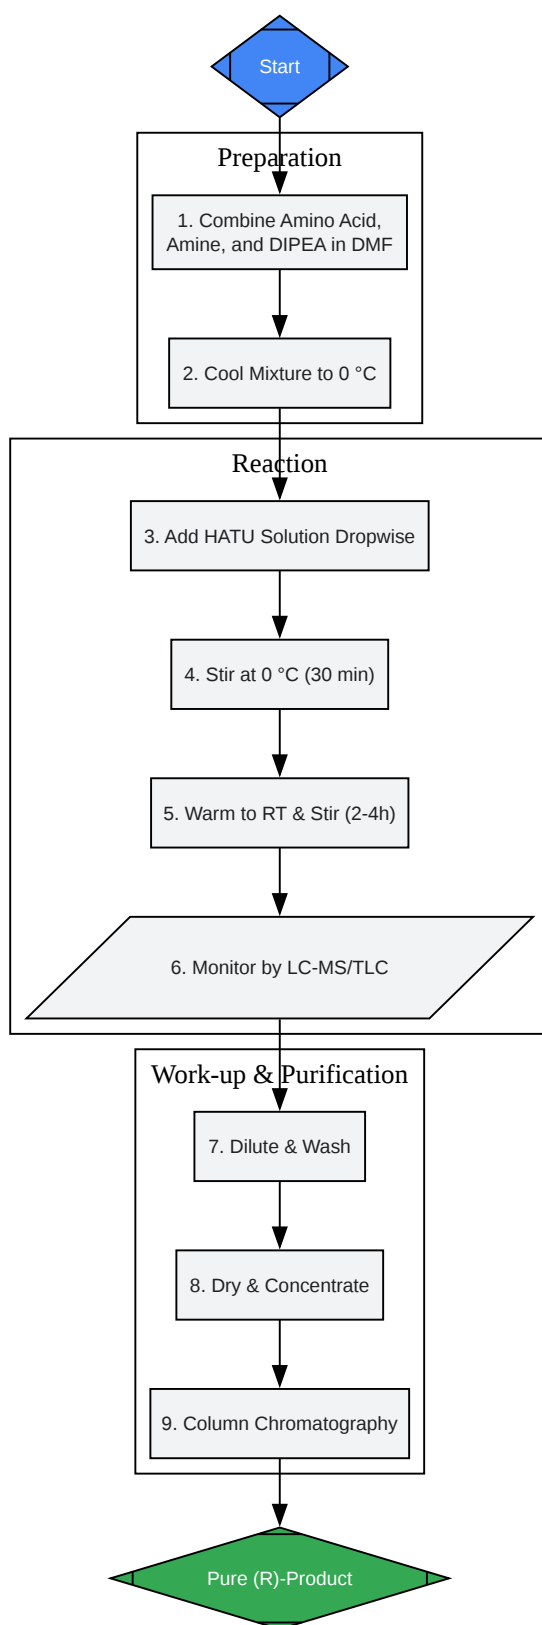 Start
Preparation
1. Combine Amino Acid,
Amine, and DIPEA in DMF
2. Cool Mixture to 0 °C
Reaction
3. Add HATU Solution Dropwise
4. Stir at 0 °C (30 min)
5. Warm to RT & Stir (2-4h)
6. Monitor by LC-MS/TLC
Work-up & Purification
7. Dilute & Wash
8. Dry & Concentrate
9. Column Chromatography
Pure (R)-Product